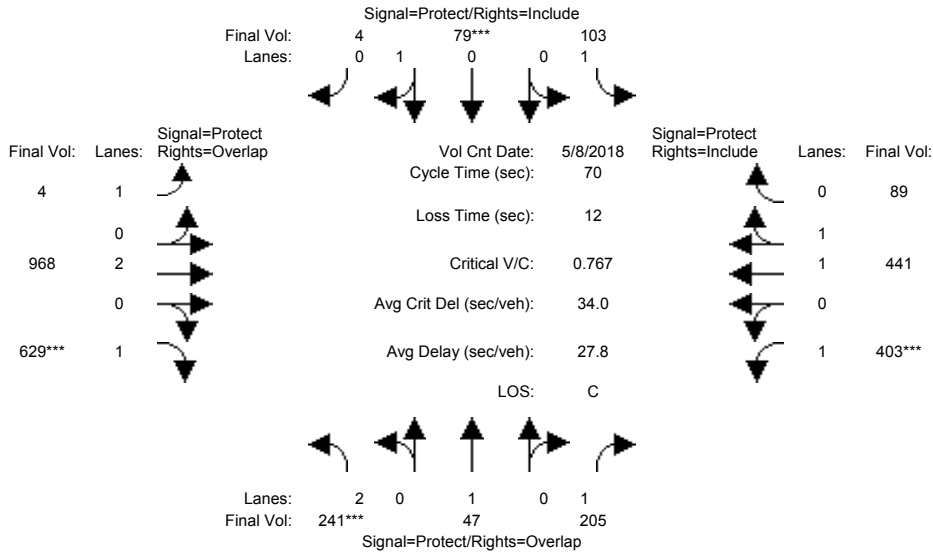 Signal=Protect/Rights=Include
Final Vol: 4 79*** 103
Lanes: 0 1 0 0 1
Signal=Protect Signal=Protect
Final Vol: Lanes: Rights=Overlap Vol Cnt Date: 5/8/2018 Rights=Include Lanes: Final Vol:
Cycle Time (sec): 70
4 1 0 89
Loss Time (sec): 12
0 1
968 2 Critical V/C: 0.767 1 441
0 Avg Crit Del (sec/veh): 34.0 0
629*** 1 Avg Delay (sec/veh): 27.8 1 403***
LOS: C
Lanes: 2 0 1 0 1
Final Vol: 241*** 47 205
Signal=Protect/Rights=Overlap